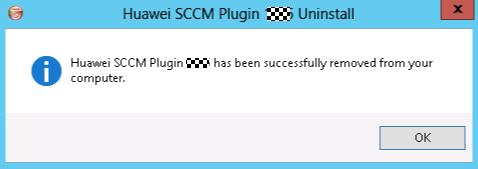 Huawei SCCM Plugin Uninstall
x
Huawei SCCM Plugin has been successfully removed from your
computer.
OK